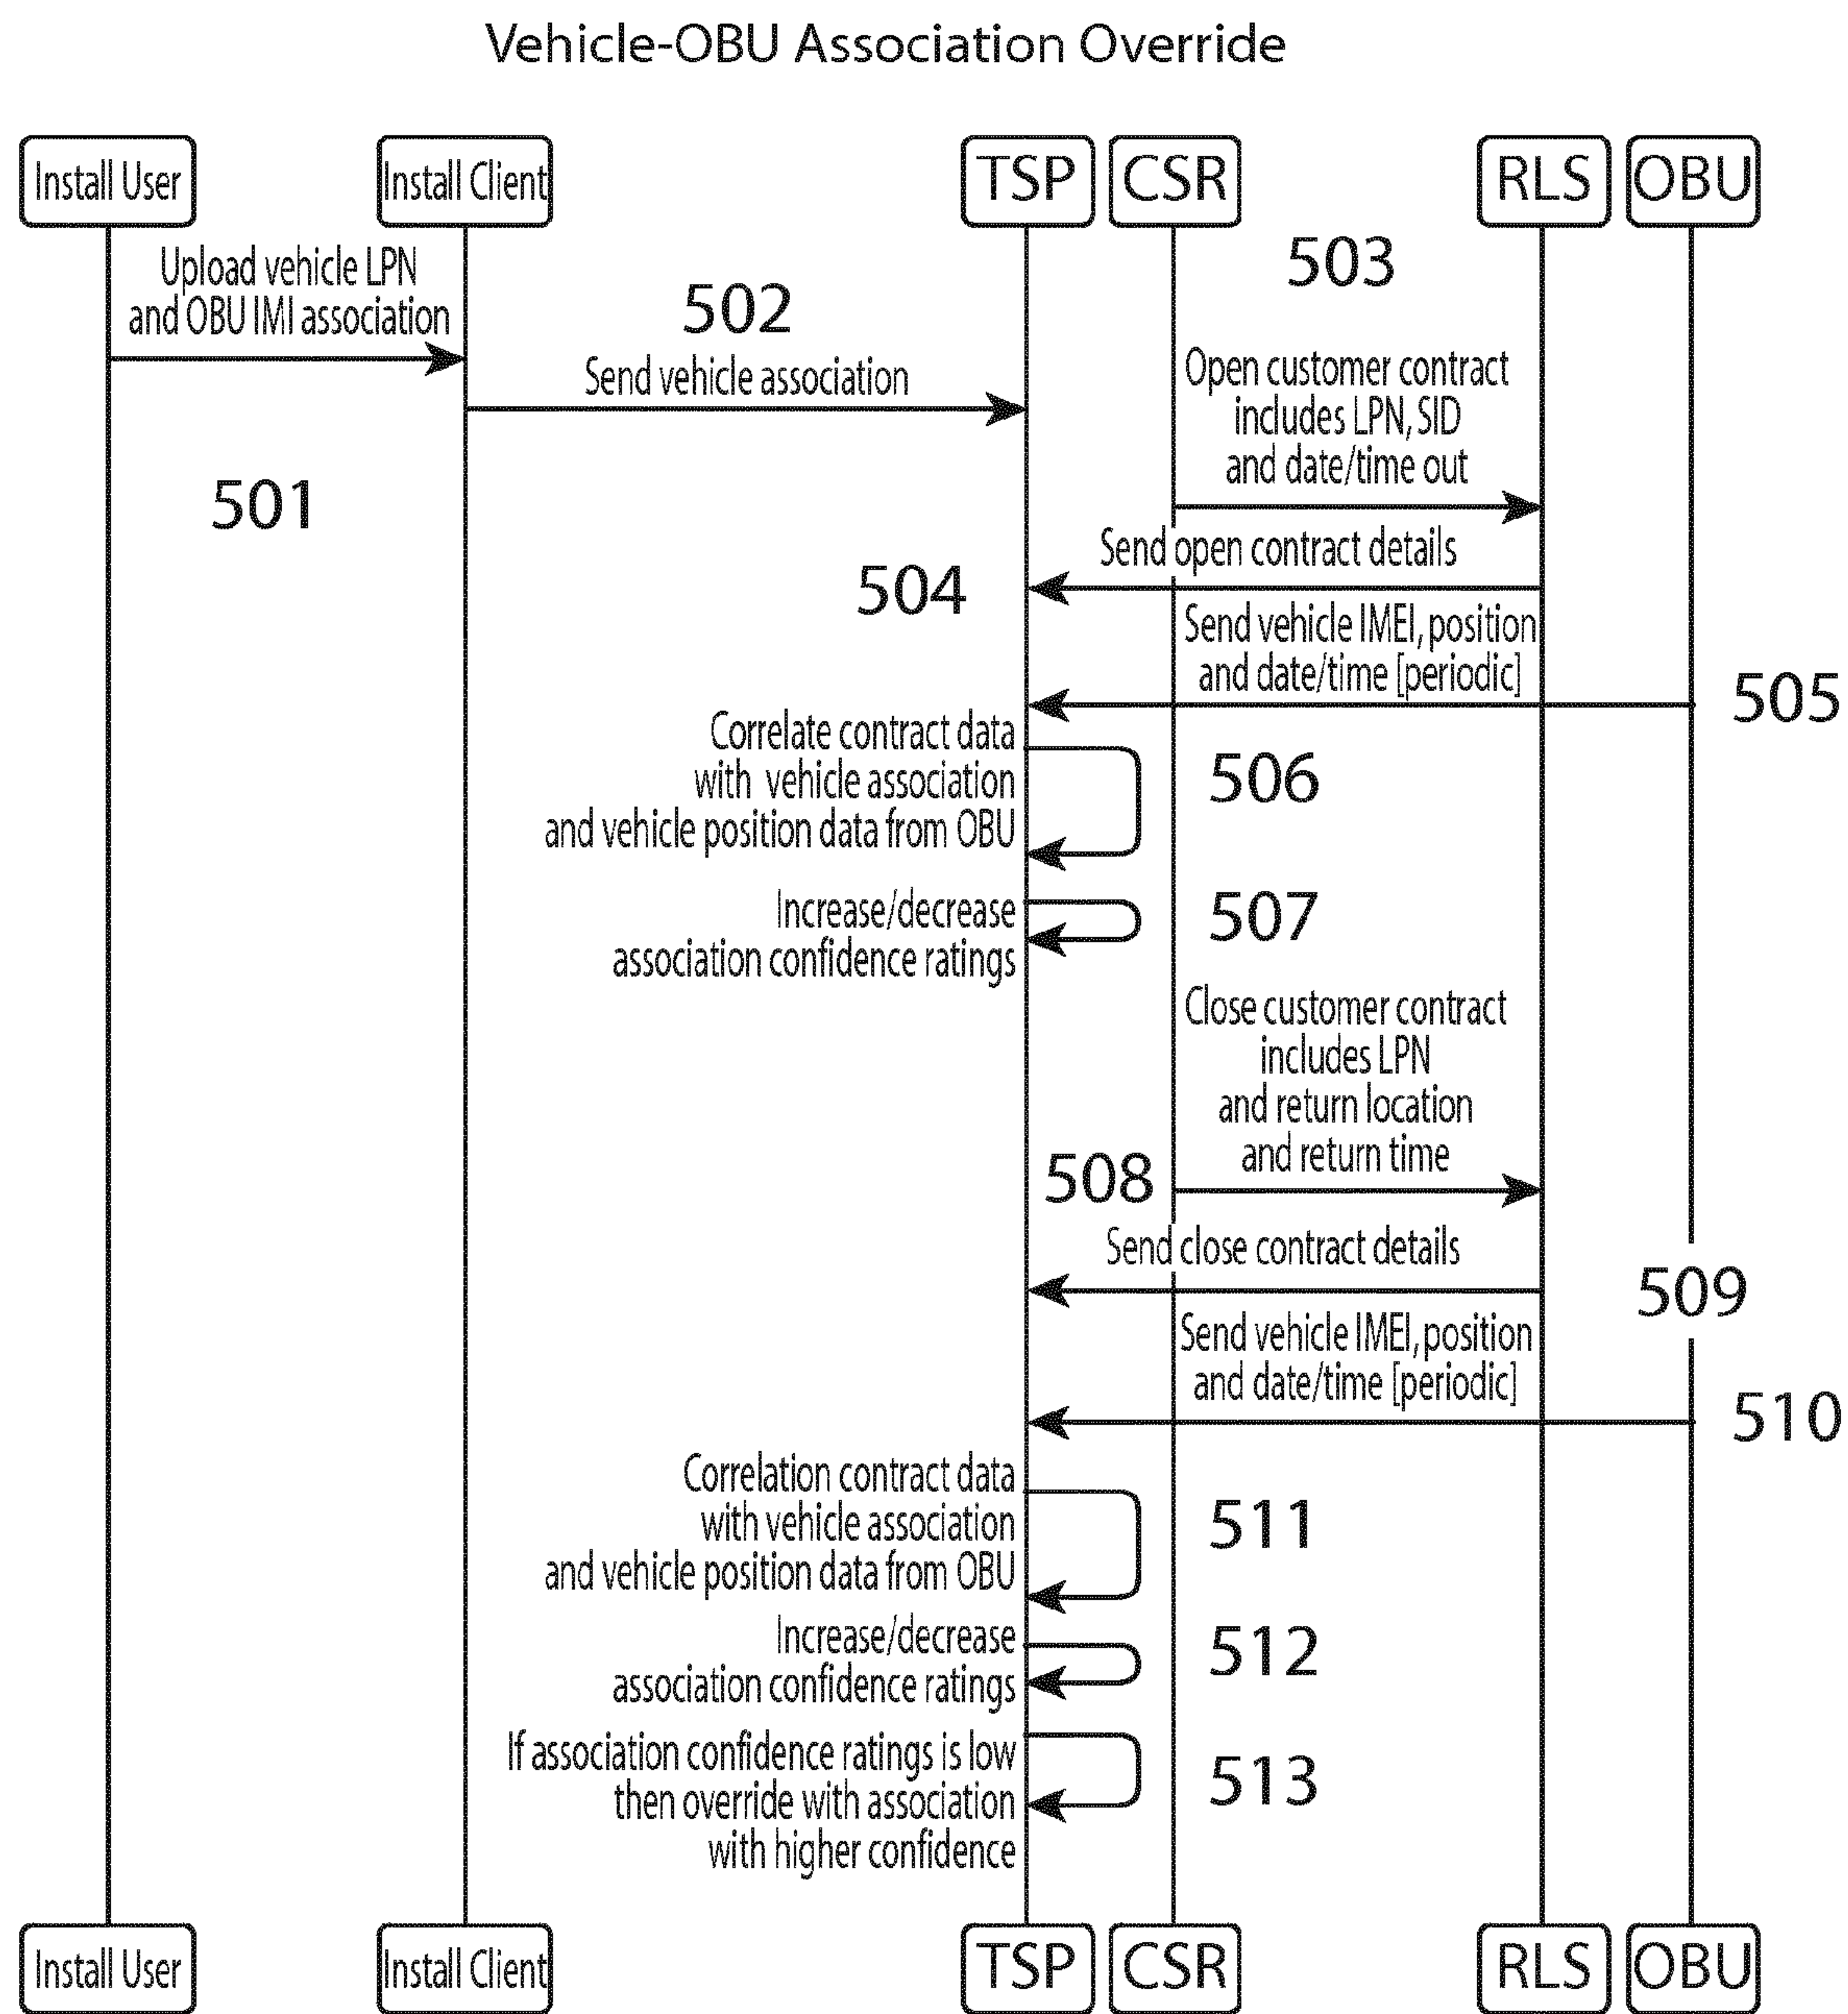 Vehicle-OBU Association Override
Install User
Install Client
TSP
CSR
RLS
OBU
Upload vehicle LPN
and OBU IMI association
501
502
Send vehicle association
503
Open customer contract
includes LPN, SID
and date/time out
Send open contract details
504
Send vehicle IMEI, position
and date/time [periodic]
505
Correlate contract data
with vehicle association
and vehicle position data from OBU
506
Increase/decrease
association confidence ratings
507
Close customer contract
includes LPN
and return location
and return time
508
Send close contract details
509
Send vehicle IMEI, position
and date/time [periodic]
510
Correlation contract data
with vehicle association
and vehicle position data from OBU
511
Increase/decrease
association confidence ratings
512
If association confidence ratings is low
then override with association
with higher confidence
513
Install User
Install Client
TSP
CSR
RLS
OBU